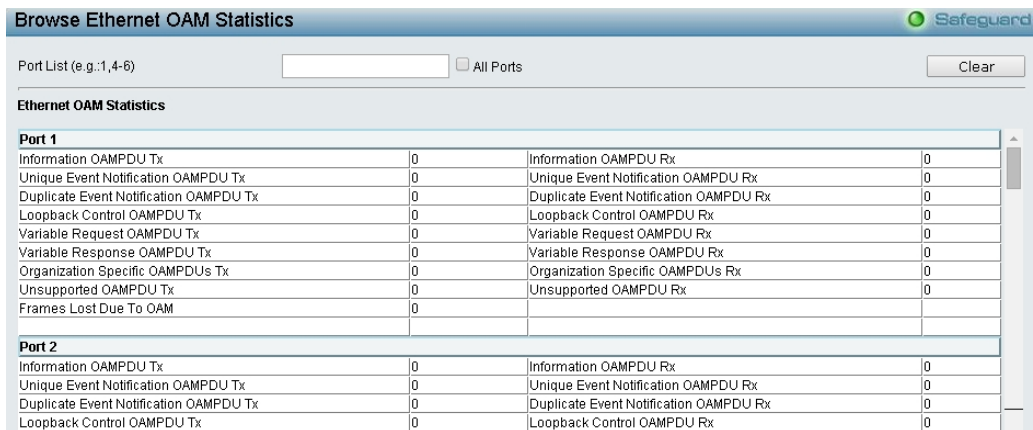 Browse Ethernet OAM Statistics Safeguard
Port List (e.g.:1,4-6) All Ports Clear
Ethernet OAM Statistics
Port 1
Information OAMPDU Tx 0 Information OAMPDU Rx 0
Unique Event Notification OAMPDU Tx 0 Unique Event Notification OAMPDU Rx 0
Duplicate Event Notification OAMPDU Tx 0 Duplicate Event Notification OAMPDU Rx 0
Loopback Control OAMPDU Tx 0 Loopback Control OAMPDU Rx 0
Variable Request OAMPDU Tx 0 Variable Request OAMPDU Rx 0
Variable Response OAMPDU Tx 0 Variable Response OAMPDU Rx 0
Organization Specific OAMPDUs Tx 0 Organization Specific OAMPDUs Rx 0
Unsupported OAMPDU Tx 0 Unsupported OAMPDU Rx 0
Frames Lost Due To OAM 0
Port 2
Information OAMPDU Tx 0 Information OAMPDU Rx 0
Unique Event Notification OAMPDU Tx 0 Unique Event Notification OAMPDU Rx 0
Duplicate Event Notification OAMPDU Tx 0 Duplicate Event Notification OAMPDU Rx 0
Loopback Control OAMPDU Tx 0 Loopback Control OAMPDU Rx 0